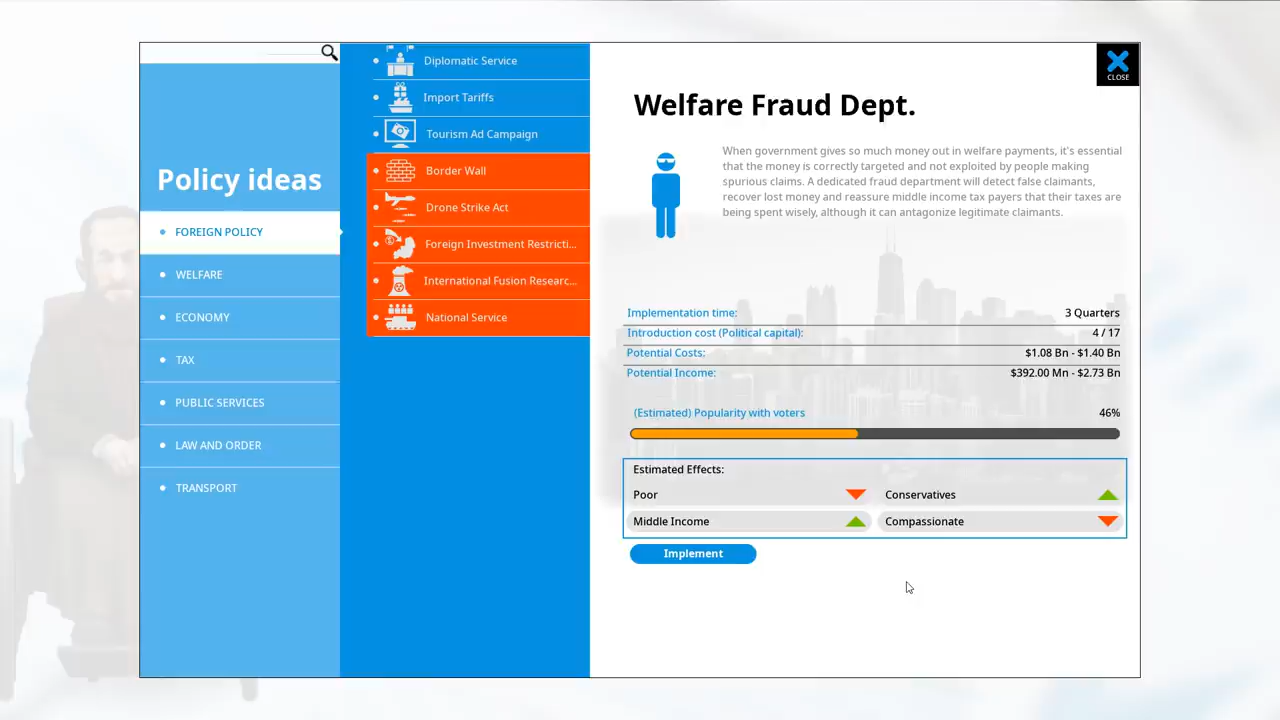 Policy ideas
FOREIGN POLICY
WELFARE
ECONOMY
TAX
PUBLIC SERVICES
LAW AND ORDER
TRANSPORT
Diplomatic Service
Import Tariffs
Tourism Ad Campaign
Border Wall
Drone Strike Act
Foreign Investment Restricti...
International Fusion Researc...
National Service
CLOSE
Welfare Fraud Dept.
When government gives so much money out in welfare payments, it's essential
that the money is correctly targeted and not exploited by people making
spurious claims. A dedicated fraud department will detect false claimants,
recover lost money and reassure middle income tax payers that their taxes are
being spent wisely, although it can antagonize legitimate claimants.
Implementation time: 3 Quarters
Introduction cost (Political capital): 4 / 17
Potential Costs: $1.08 Bn - $1.40 Bn
Potential Income: $392.00 Mn - $2.73 Bn
(Estimated) Popularity with voters 46%
Estimated Effects:
Poor Conservatives
Middle Income Compassionate
Implement